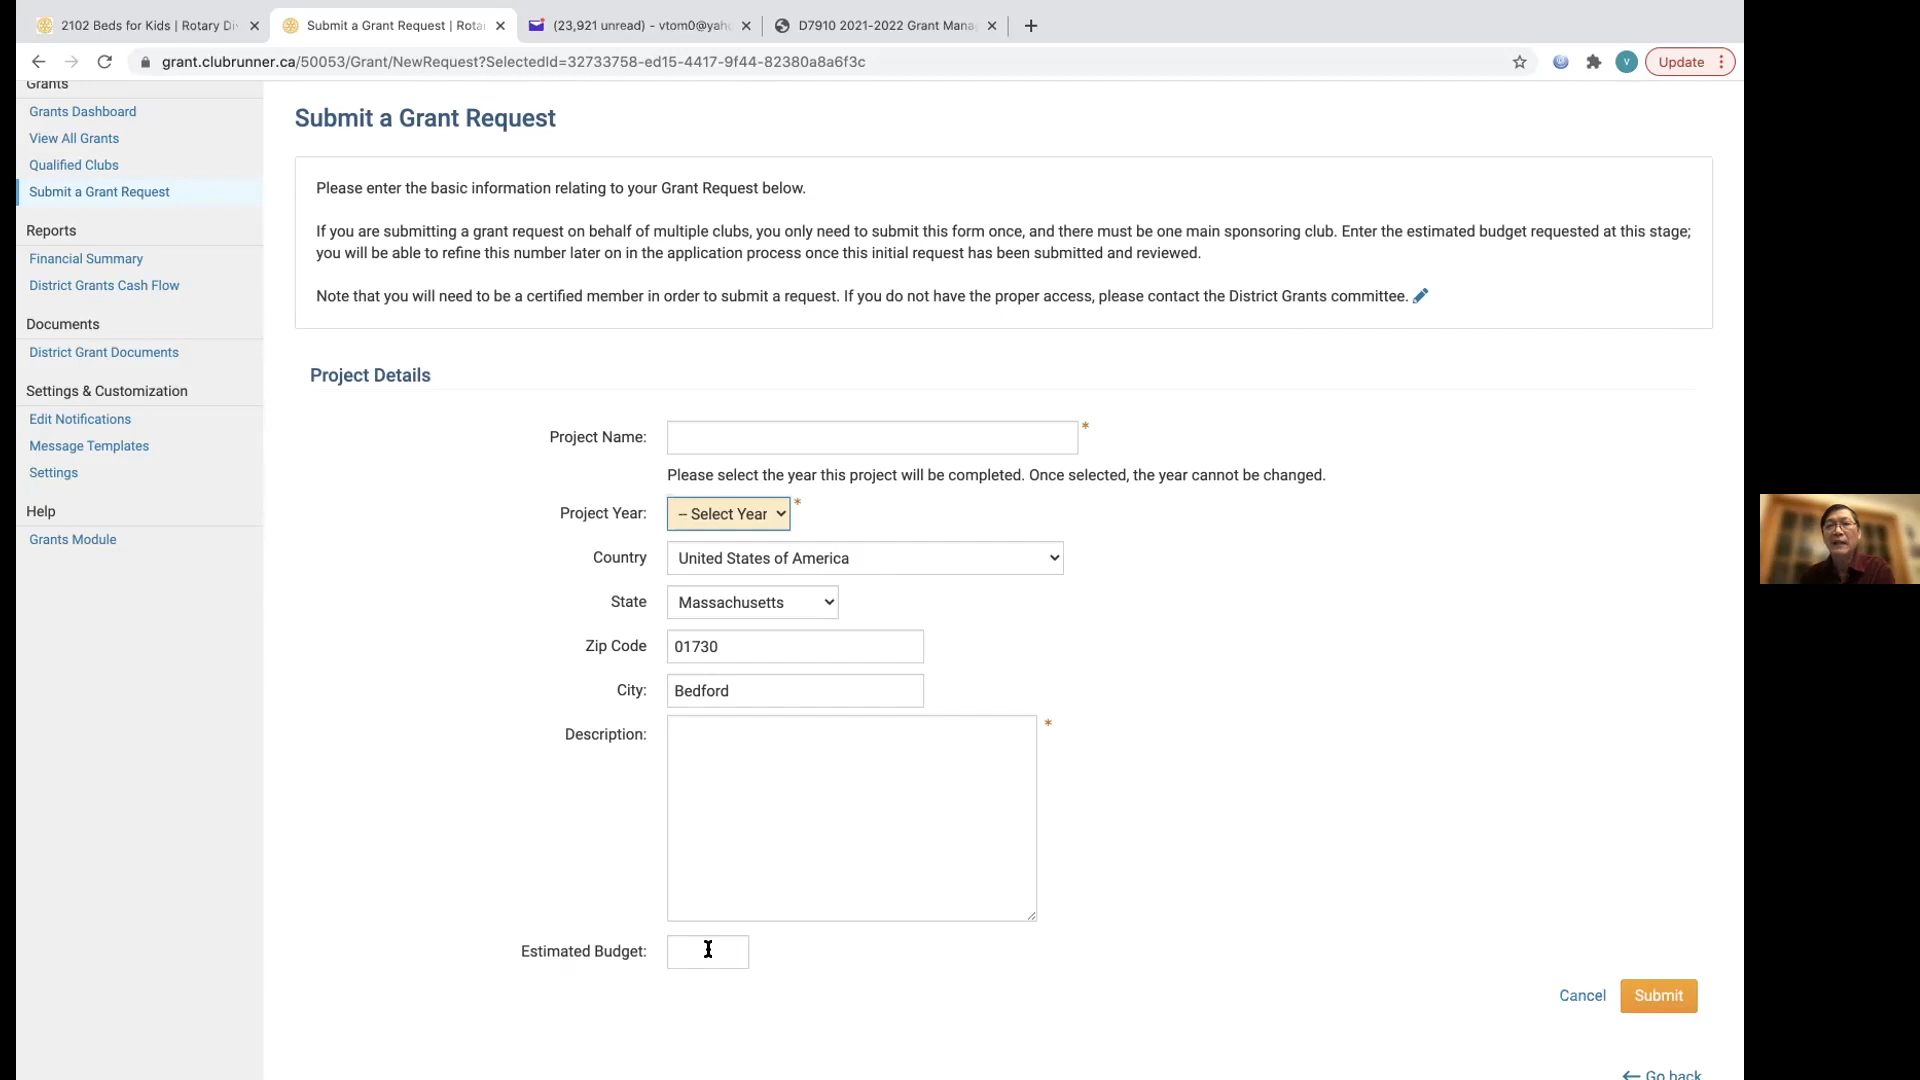 2102 Beds for Kids | Rotary Di
Submit a Grant Request | Rota
(23,921 unread) - vtom0@yah
D7910 2021-2022 Grant Mana
grant.clubrunner.ca/50053/Grant/NewRequest?SelectedId=32733758-ed15-4417-9f44-82380a8a6f3c
V
Update
Grants
Grants Dashboard
View All Grants
Qualified Clubs
Submit a Grant Request
Reports
Financial Summary
District Grants Cash Flow
Documents
District Grant Documents
Settings & Customization
Edit Notifications
Message Templates
Settings
Help
Grants Module
Submit a Grant Request
Please enter the basic information relating to your Grant Request below.
If you are submitting a grant request on behalf of multiple clubs, you only need to submit this form once, and there must be one main sponsoring club. Enter the estimated budget requested at this stage;
you will be able to refine this number later on in the application process once this initial request has been submitted and reviewed.
Note that you will need to be a certified member in order to submit a request. If you do not have the proper access, please contact the District Grants committee.
Project Details
Project Name: *
Please select the year this project will be completed. Once selected, the year cannot be changed.
Project Year: -- Select Year *
Country United States of America
State Massachusetts
Zip Code 01730
City: Bedford
Description: *
Estimated Budget:
Cancel Submit
← Go back